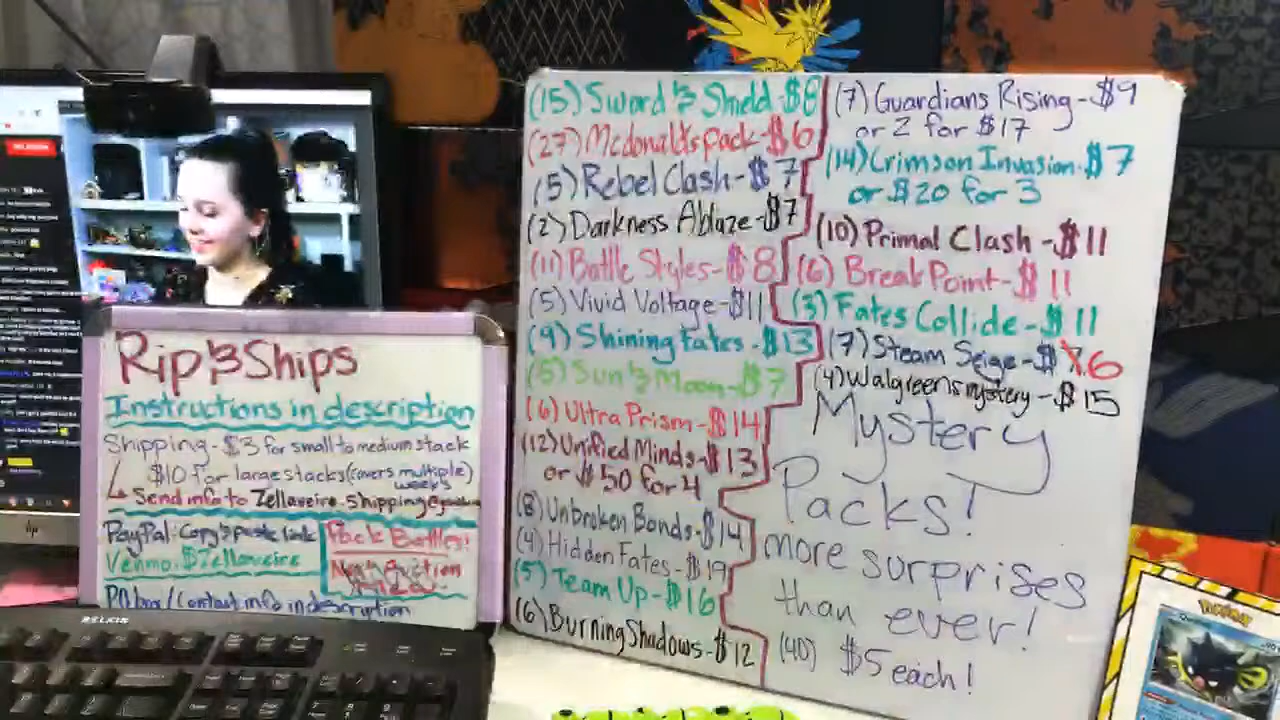 Rip & Ships
Instructions in description
Shipping - $3 for small to medium stack
$10 for large stacks (covers multiple)
weeks
Send info to Zellaveire.Shipping@
PayPal: Copy & paste link
Venmo: $Zellaveire
Pack Battles!
Next auction
PO box / Contact info in description
BELKIN
hp
(15) Sword & Shield - $8
(27) Mcdonald's pack - $6
(5) Rebel Clash - $7
(2) Darkness Ablaze - $7
(11) Battle Styles - $8
(5) Vivid Voltage - $11
(9) Shining Fates - $13
(5) Sun & Moon - $7
(6) Ultra Prism - $14
(12) Unified Minds - $13
or $50 for 4
(8) Unbroken Bonds - $14
(4) Hidden Fates - $19
(5) Team Up - $16
(6) Burning Shadows - $12
(7) Guardians Rising - $9
or 2 for $17
(14) Crimson Invasion - $7
or $20 for 3
(10) Primal Clash - $11
(6) Break Point - $11
(3) Fates Collide - $11
(7) Steam Seige - $6
(4) Walgreens mystery - $15
Mystery
Packs!
more surprises
than ever!
(40) $5 each!
Pokémon